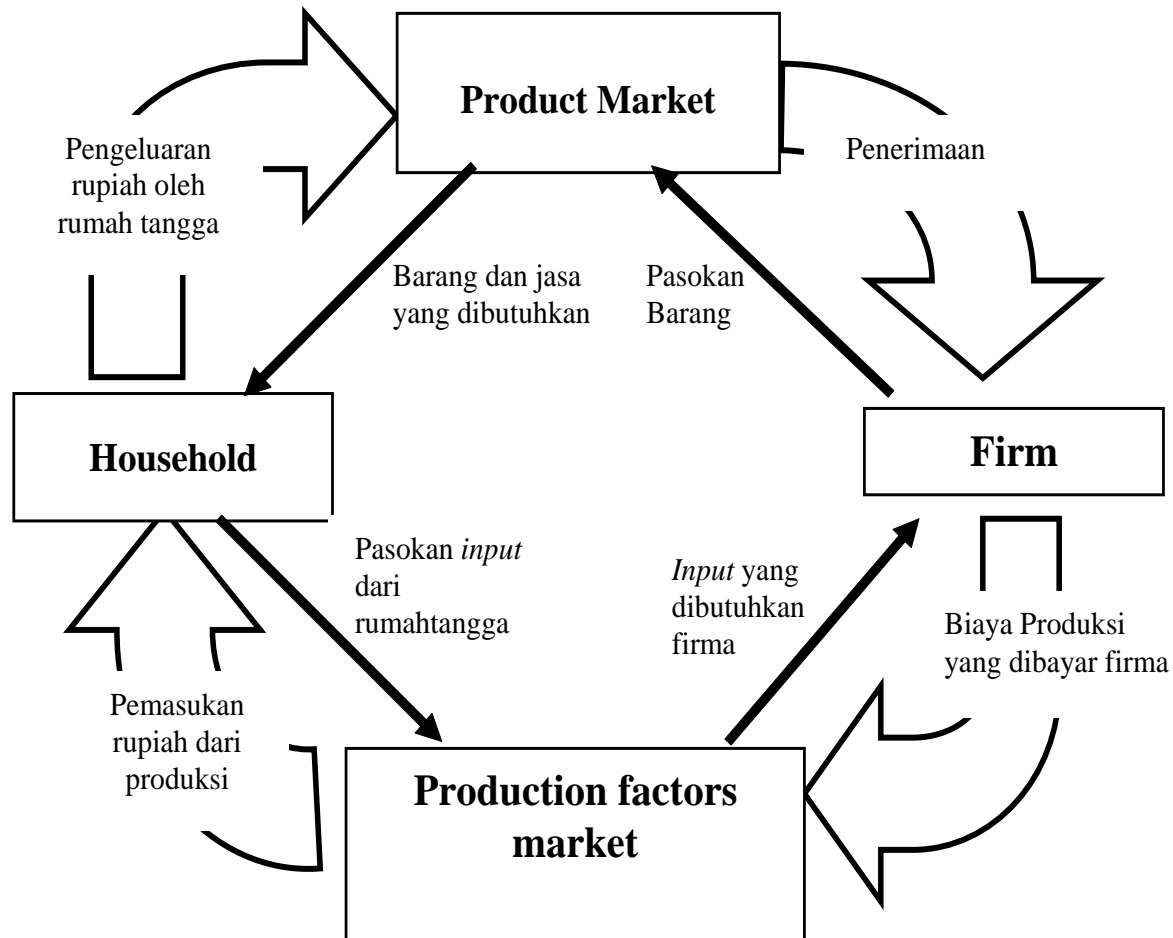 Product Market
Pengeluaran
rupiah oleh
rumah tangga
Penerimaan
Barang dan jasa
yang dibutuhkan
Pasokan
Barang
Household
Firm
Pasokan input
dari
rumahtangga
Input yang
dibutuhkan
firma
Biaya Produksi
yang dibayar firma
Pemasukan
rupiah dari
produksi
Production factors
market